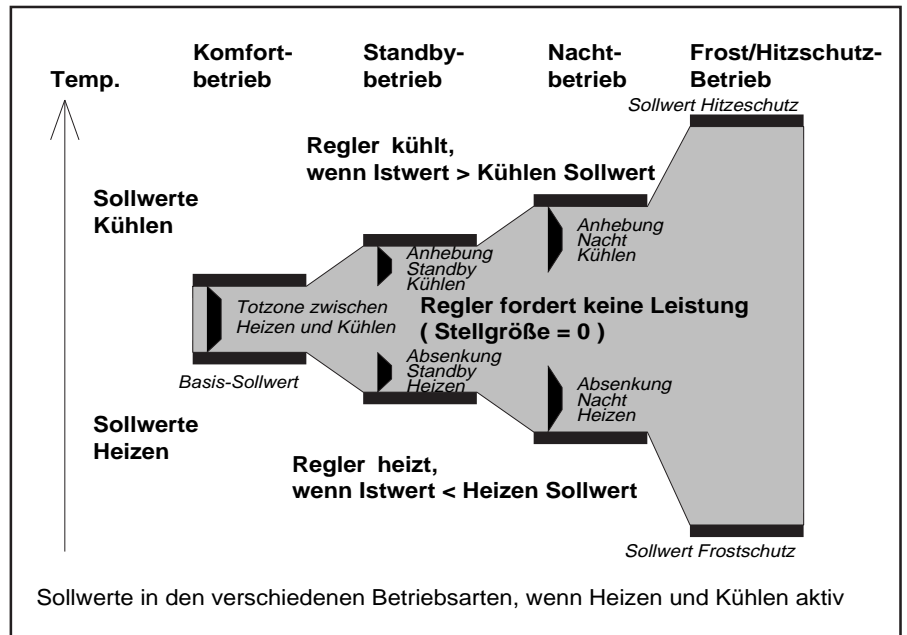 Komfort-
betrieb
Standby-
betrieb
Nacht-
betrieb
Frost/Hitzschutz-
Betrieb
Temp.
Sollwert Hitzeschutz
Regler kühlt,
wenn Istwert > Kühlen Sollwert
Sollwerte
Kühlen
Anhebung
Standby
Kühlen
Anhebung
Nacht
Kühlen
Totzone zwischen
Heizen und Kühlen
Regler fordert keine Leistung
( Stellgröße = 0 )
Basis-Sollwert
Absenkung
Standby
Heizen
Absenkung
Nacht
Heizen
Sollwerte
Heizen
Regler heizt,
wenn Istwert < Heizen Sollwert
Sollwert Frostschutz
Sollwerte in den verschiedenen Betriebsarten, wenn Heizen und Kühlen aktiv